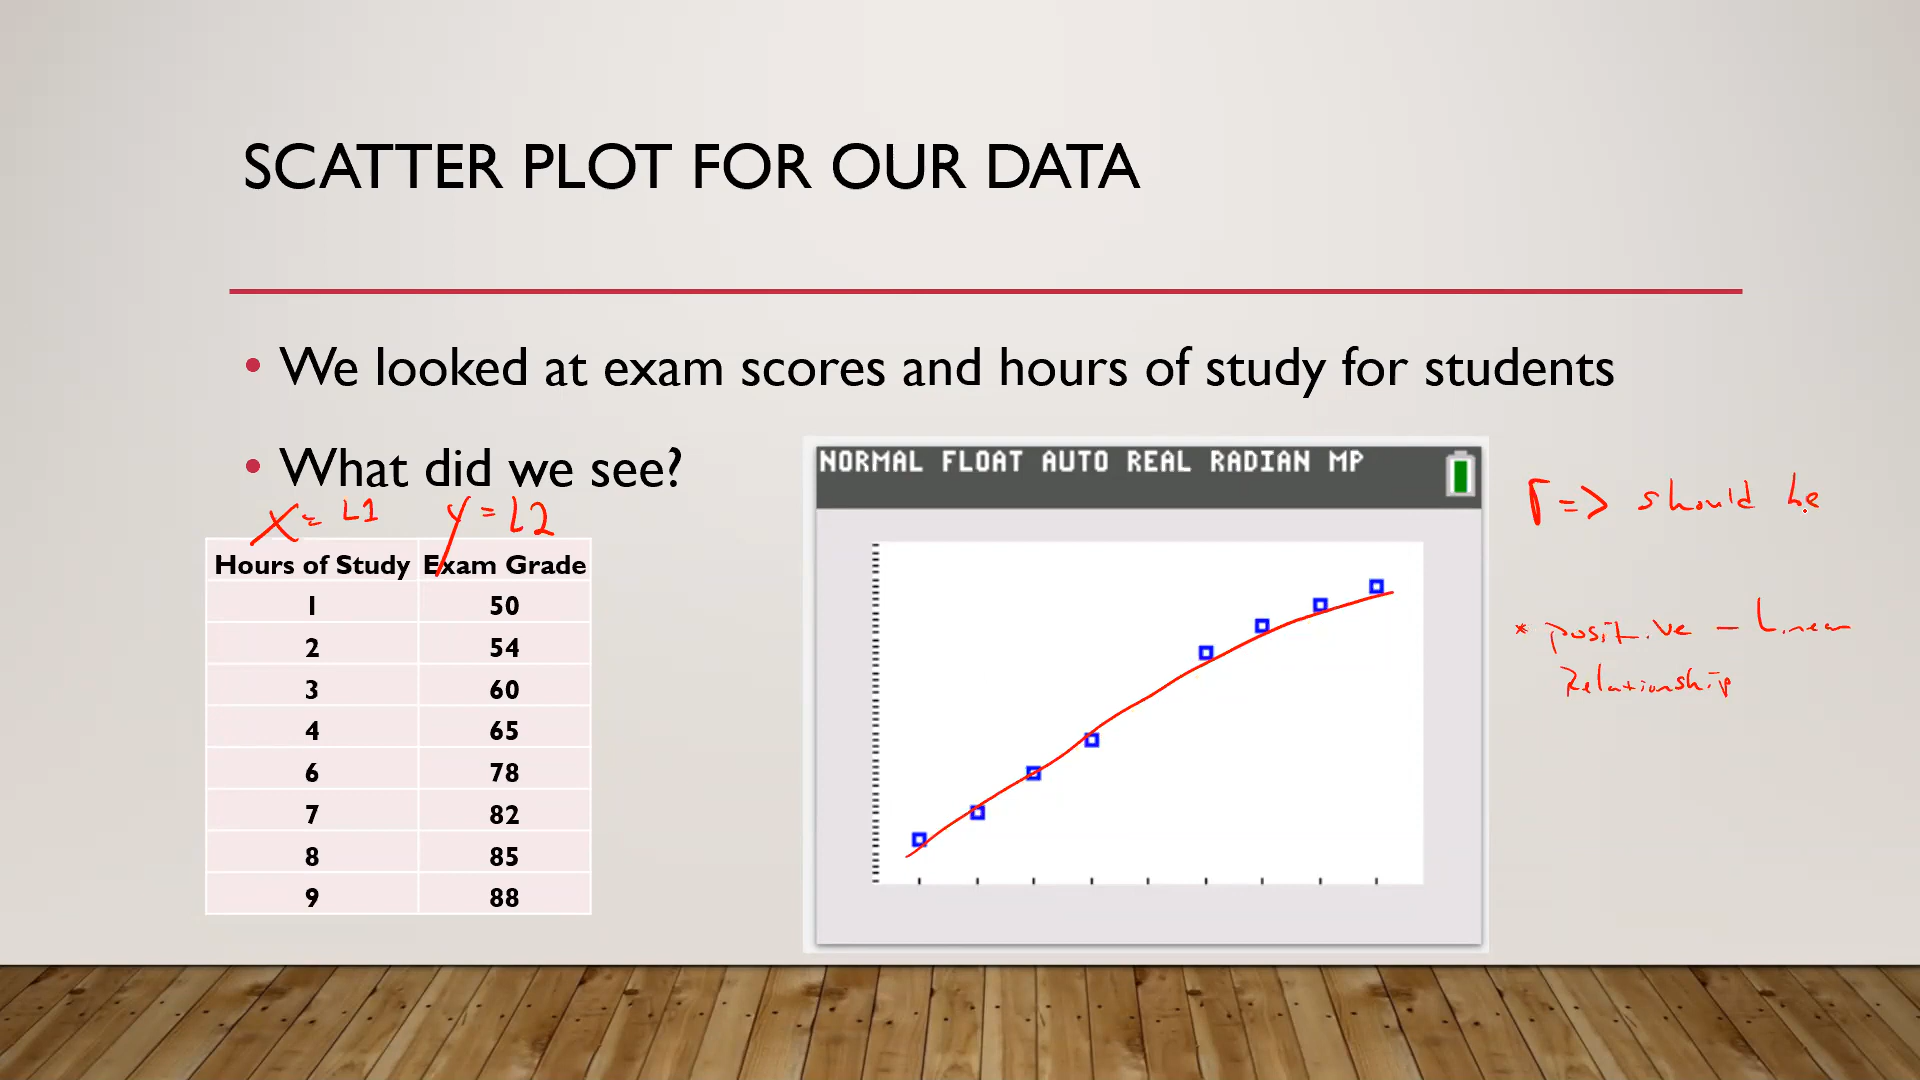 SCATTER PLOT FOR OUR DATA
• We looked at exam scores and hours of study for students
• What did we see?
X = L1 y = L2
Hours of Study Exam Grade
1 50
2 54
3 60
4 65
6 78
7 82
8 85
9 88
NORMAL FLOAT AUTO REAL RADIAN MP
r => should be
* positive - Linear
Relationship